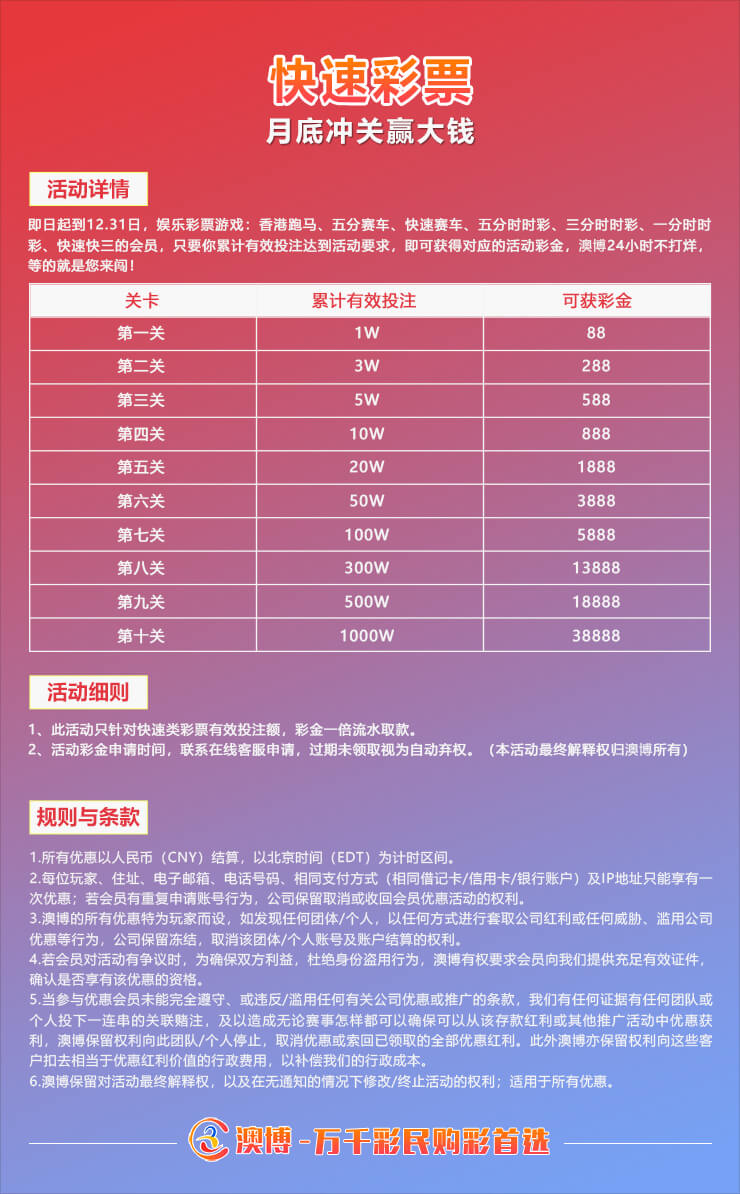 快速彩票
月底冲关赢大钱
活动详情
即日起到12.31日，娱乐彩票游戏：香港跑马、五分赛车、快速赛车、五分时时彩、三分时时彩、一分时时
彩、快速快三的会员，只要你累计有效投注达到活动要求，即可获得对应的活动彩金，澳博24小时不打烊，
等的就是您来闯！
关卡 累计有效投注 可获彩金
第一关 1W 88
第二关 3W 288
第三关 5W 588
第四关 10W 888
第五关 20W 1888
第六关 50W 3888
第七关 100W 5888
第八关 300W 13888
第九关 500W 18888
第十关 1000W 38888
活动细则
1、此活动只针对快速类彩票有效投注额，彩金一倍流水取款。
2、活动彩金申请时间，联系在线客服申请，过期未领取视为自动弃权。（本活动最终解释权归澳博所有）
规则与条款
1.所有优惠以人民币（CNY）结算，以北京时间（EDT）为计时区间。
2.每位玩家、住址、电子邮箱、电话号码、相同支付方式（相同借记卡/信用卡/银行账户）及IP地址只能享有一
次优惠；若会员有重复申请账号行为，公司保留取消或收回会员优惠活动的权利。
3.澳博的所有优惠特为玩家而设，如发现任何团体/个人，以任何方式进行套取公司红利或任何威胁、滥用公司
优惠等行为，公司保留冻结，取消该团体/个人账号及账户结算的权利。
4.若会员对活动有争议时，为确保双方利益，杜绝身份盗用行为，澳博有权要求会员向我们提供充足有效证件，
确认是否享有该优惠的资格。
5.当参与优惠会员未能完全遵守、或违反/滥用任何有关公司优惠或推广的条款，我们有任何证据有任何团队或
个人投下一连串的关联赌注，及以造成无论赛事怎样都可以确保可以从该存款红利或其他推广活动中优惠获
利，澳博保留权利向此团队/个人停止，取消优惠或索回已领取的全部优惠红利。此外澳博亦保留权利向这些客
户扣去相当于优惠红利价值的行政费用，以补偿我们的行政成本。
6.澳博保留对活动最终解释权，以及在无通知的情况下修改/终止活动的权利；适用于所有优惠。
澳博-万千彩民购彩首选